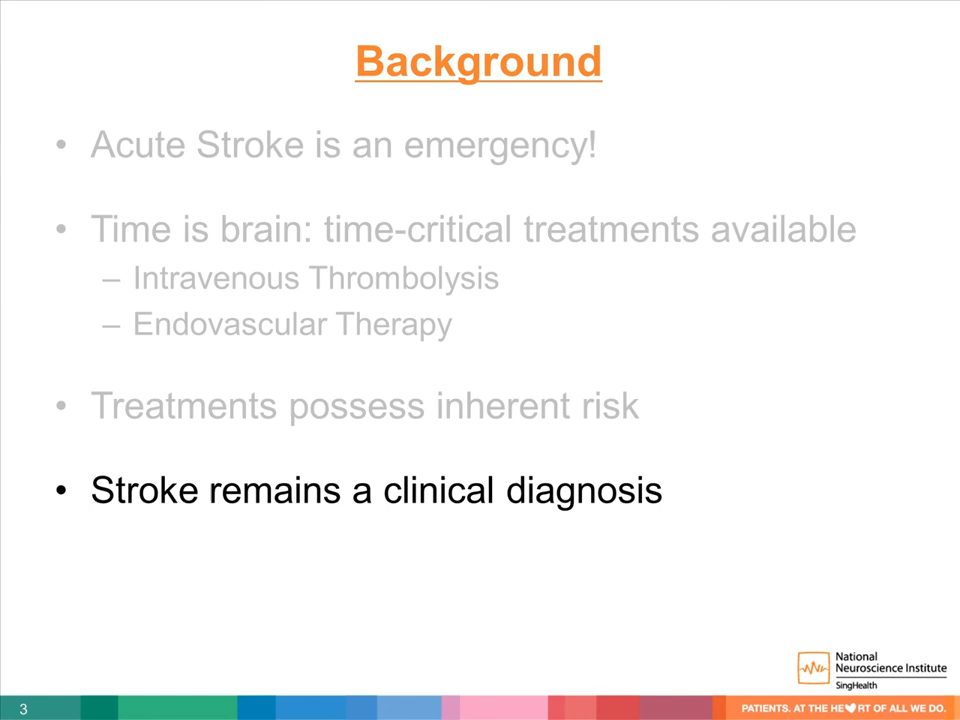 Background
• Acute Stroke is an emergency!
• Time is brain: time-critical treatments available
– Intravenous Thrombolysis
– Endovascular Therapy
• Treatments possess inherent risk
• Stroke remains a clinical diagnosis
National
Neuroscience Institute
SingHealth
3
PATIENTS. AT THE HE♥RT OF ALL WE DO.